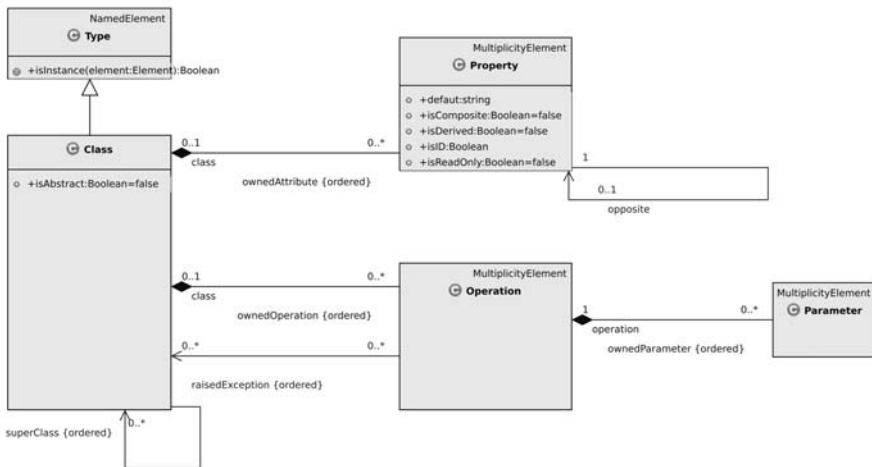 NamedElement
Type
+isInstance(element:Element):Boolean
MultiplicityElement
Property
+defaut:string
+isComposite:Boolean=false
+isDerived:Boolean=false
+isID:Boolean
+isReadOnly:Boolean=false
Class
+isAbstract:Boolean=false
0..1
0..*
class
ownedAttribute {ordered}
1
0..1
opposite
0..1
0..*
class
ownedOperation {ordered}
MultiplicityElement
Operation
1
0..*
operation
ownedParameter {ordered}
MultiplicityElement
Parameter
0..*
0..*
raisedException {ordered}
0..*
superClass {ordered}